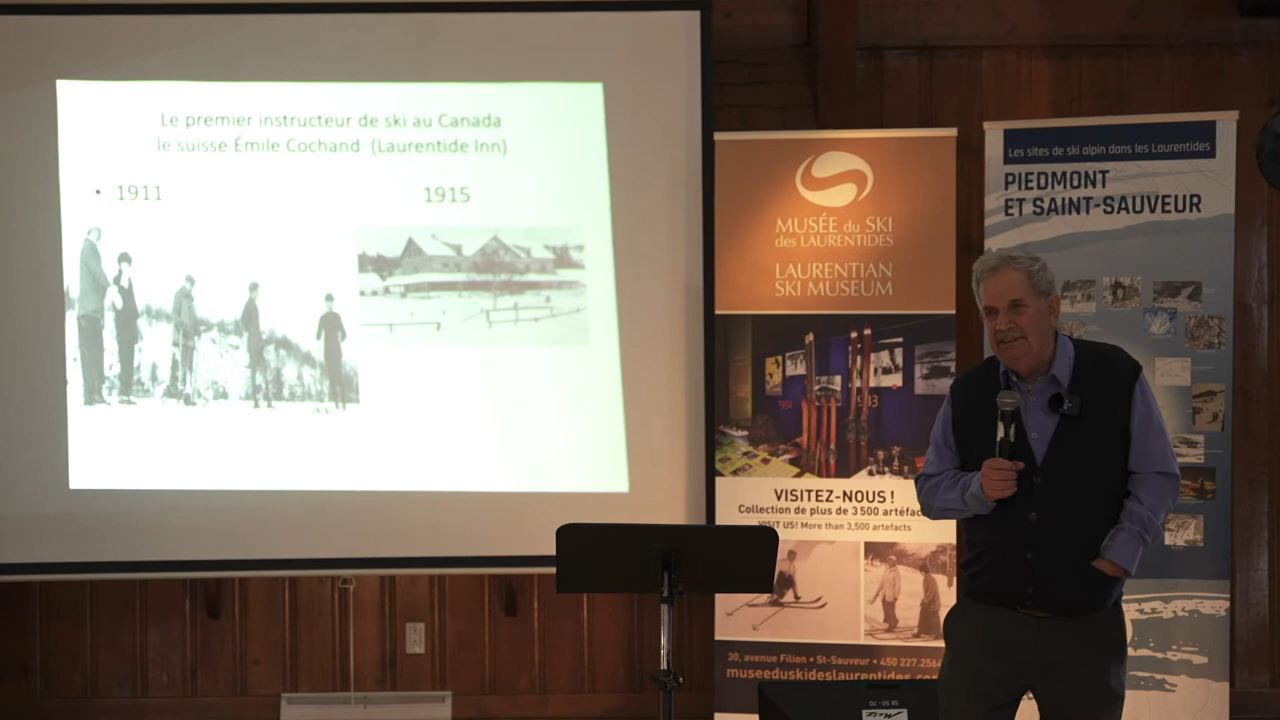 Le premier instructeur de ski au Canada
le suisse Émile Cochand (Laurentide Inn)
• 1911
1915
MUSÉE du SKI
des LAURENTIDES
LAURENTIAN
SKI MUSEUM
VISITEZ-NOUS !
Collection de plus de 3 500
VISIT US! More than 3,500 artefacts
30, avenue Filion • St-Sauveur • 450 227.256
museeduskideslaurentides.co
Les sites de ski alpin dans les Laurentides
PIEDMONT
ET SAINT-SAUVEUR